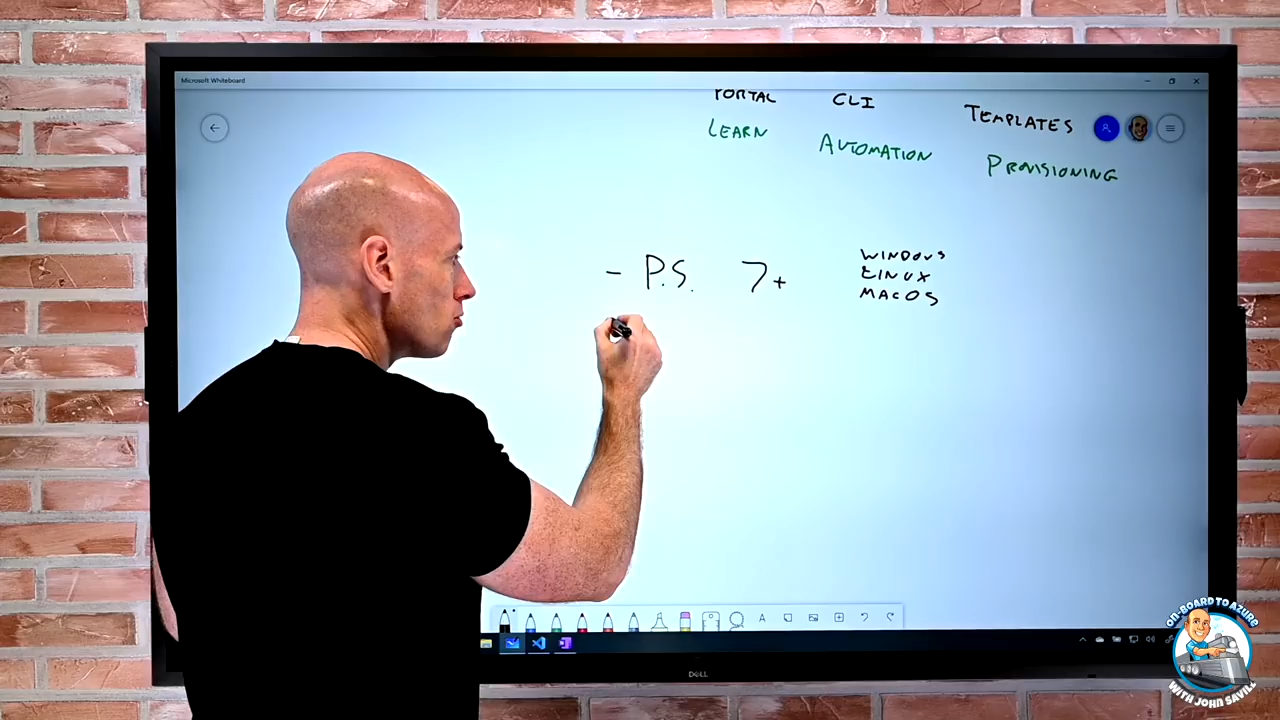 Microsoft Whiteboard
PORTAL CLI TEMPLATES
LEARN AUTOMATION PROVISIONING
- P.S. 7+
WINDOWS
LINUX
MACOS
A
DELL
ON-BOARD TO AZURE
WITH JOHN SAVILL